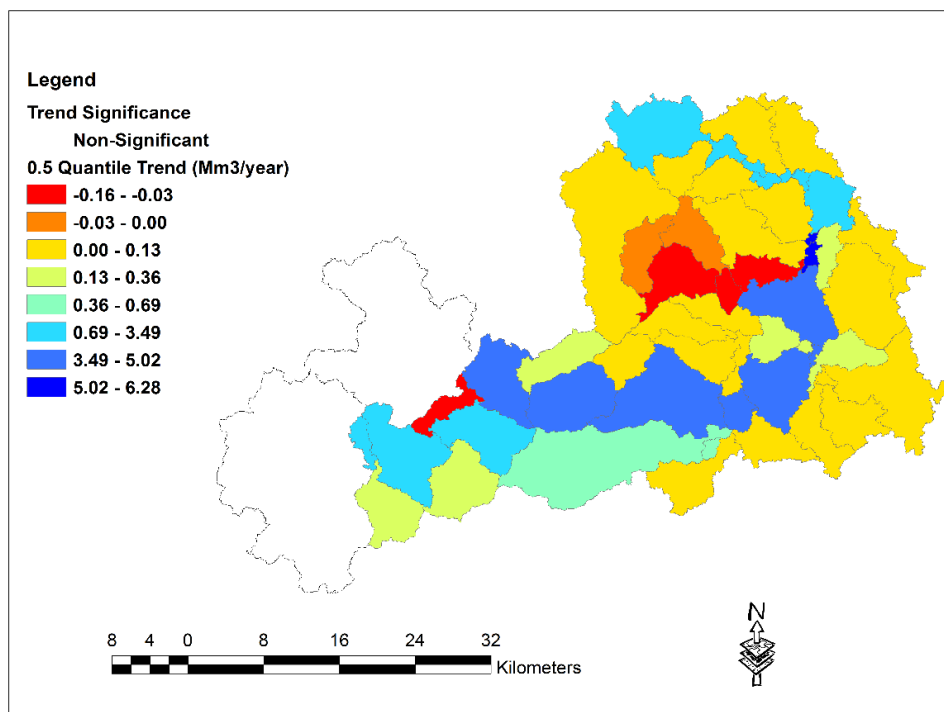 Legend
Trend Significance
Non-Significant
0.5 Quantile Trend (Mm3/year)
-0.16 - -0.03
-0.03 - 0.00
0.00 - 0.13
0.13 - 0.36
0.36 - 0.69
0.69 - 3.49
3.49 - 5.02
5.02 - 6.28
8 4 0 8 16 24 32
Kilometers
N